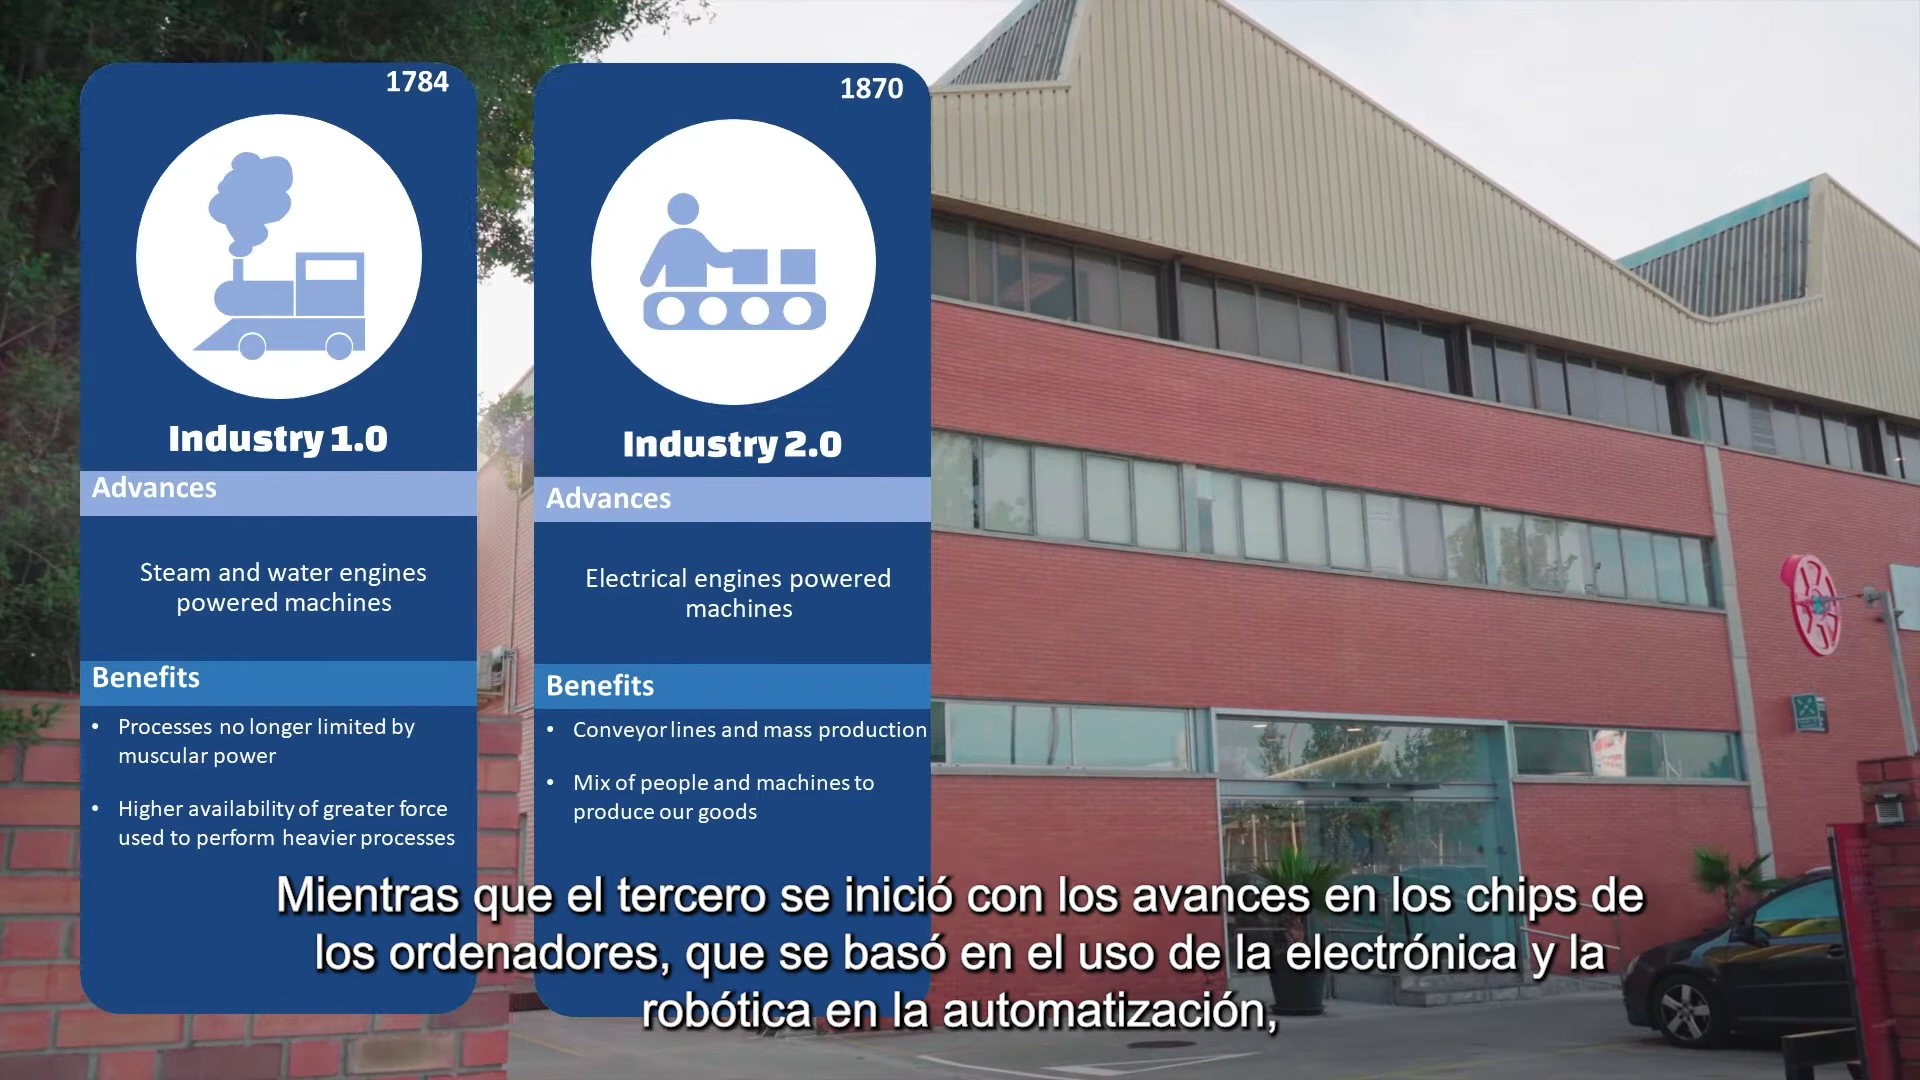 1784
Industry 1.0
Advances
Steam and water engines
powered machines
Benefits
• Processes no longer limited by
muscular power
• Higher availability of greater force
used to perform heavier processes
1870
Industry 2.0
Advances
Electrical engines powered
machines
Benefits
• Conveyor lines and mass production
• Mix of people and machines to
produce our goods
Mientras que el tercero se inició con los avances en los chips de
los ordenadores, que se basó en el uso de la electrónica y la
robótica en la automatización,